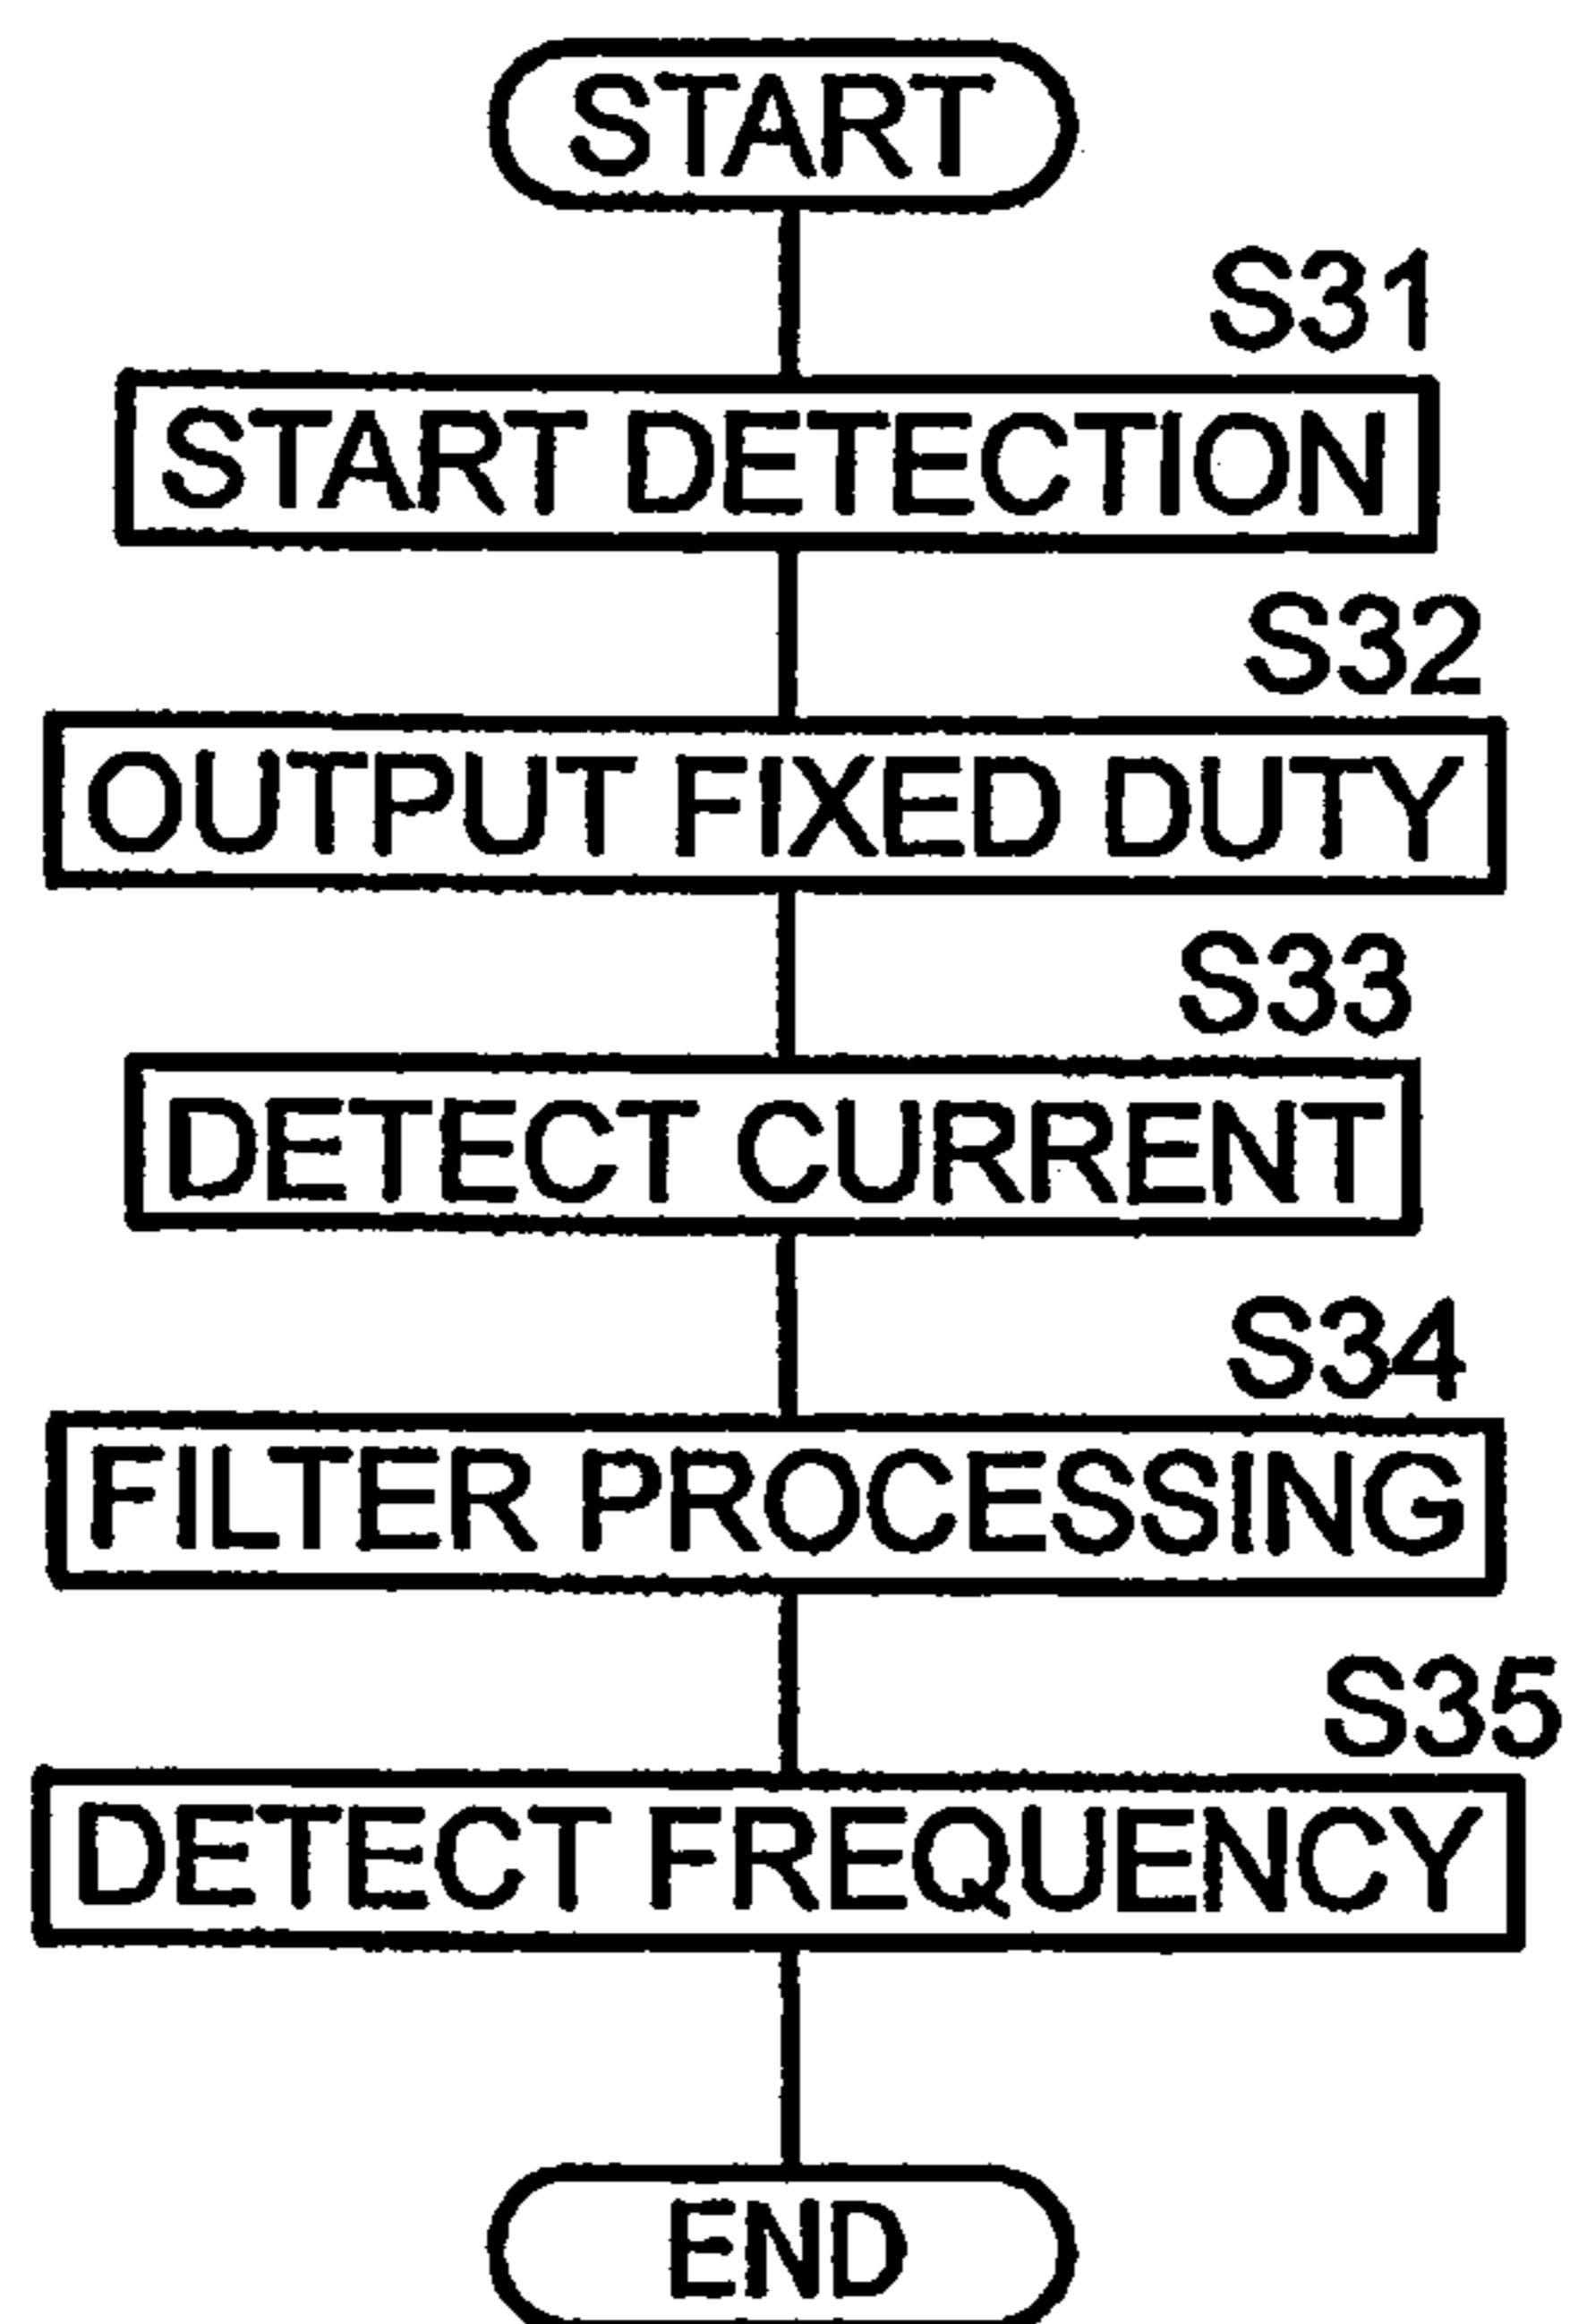 START
S31
START DETECTION
S32
OUTPUT FIXED DUTY
S33
DETECT CURRENT
S34
FILTER PROCESSING
S35
DETECT FREQUENCY
END